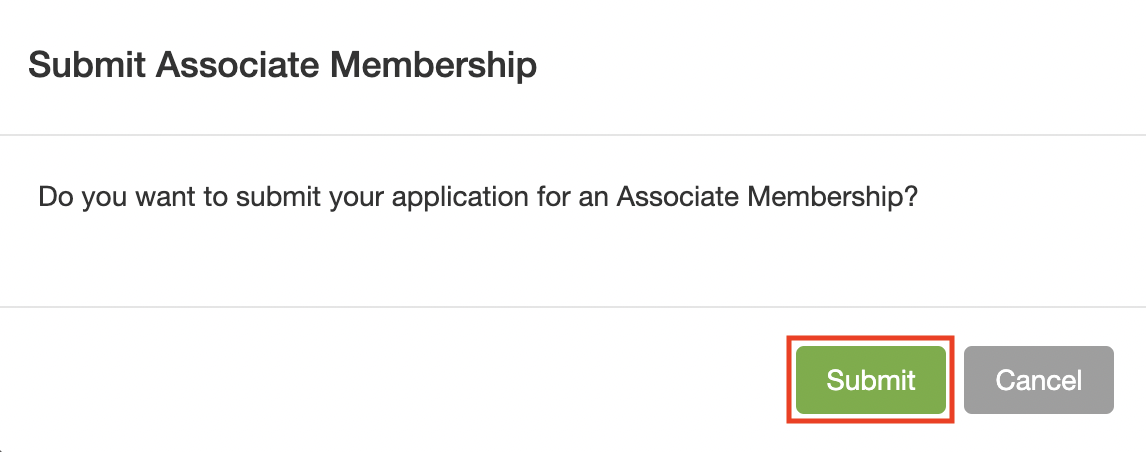 Submit Associate Membership
Do you want to submit your application for an Associate Membership?
Submit
Cancel